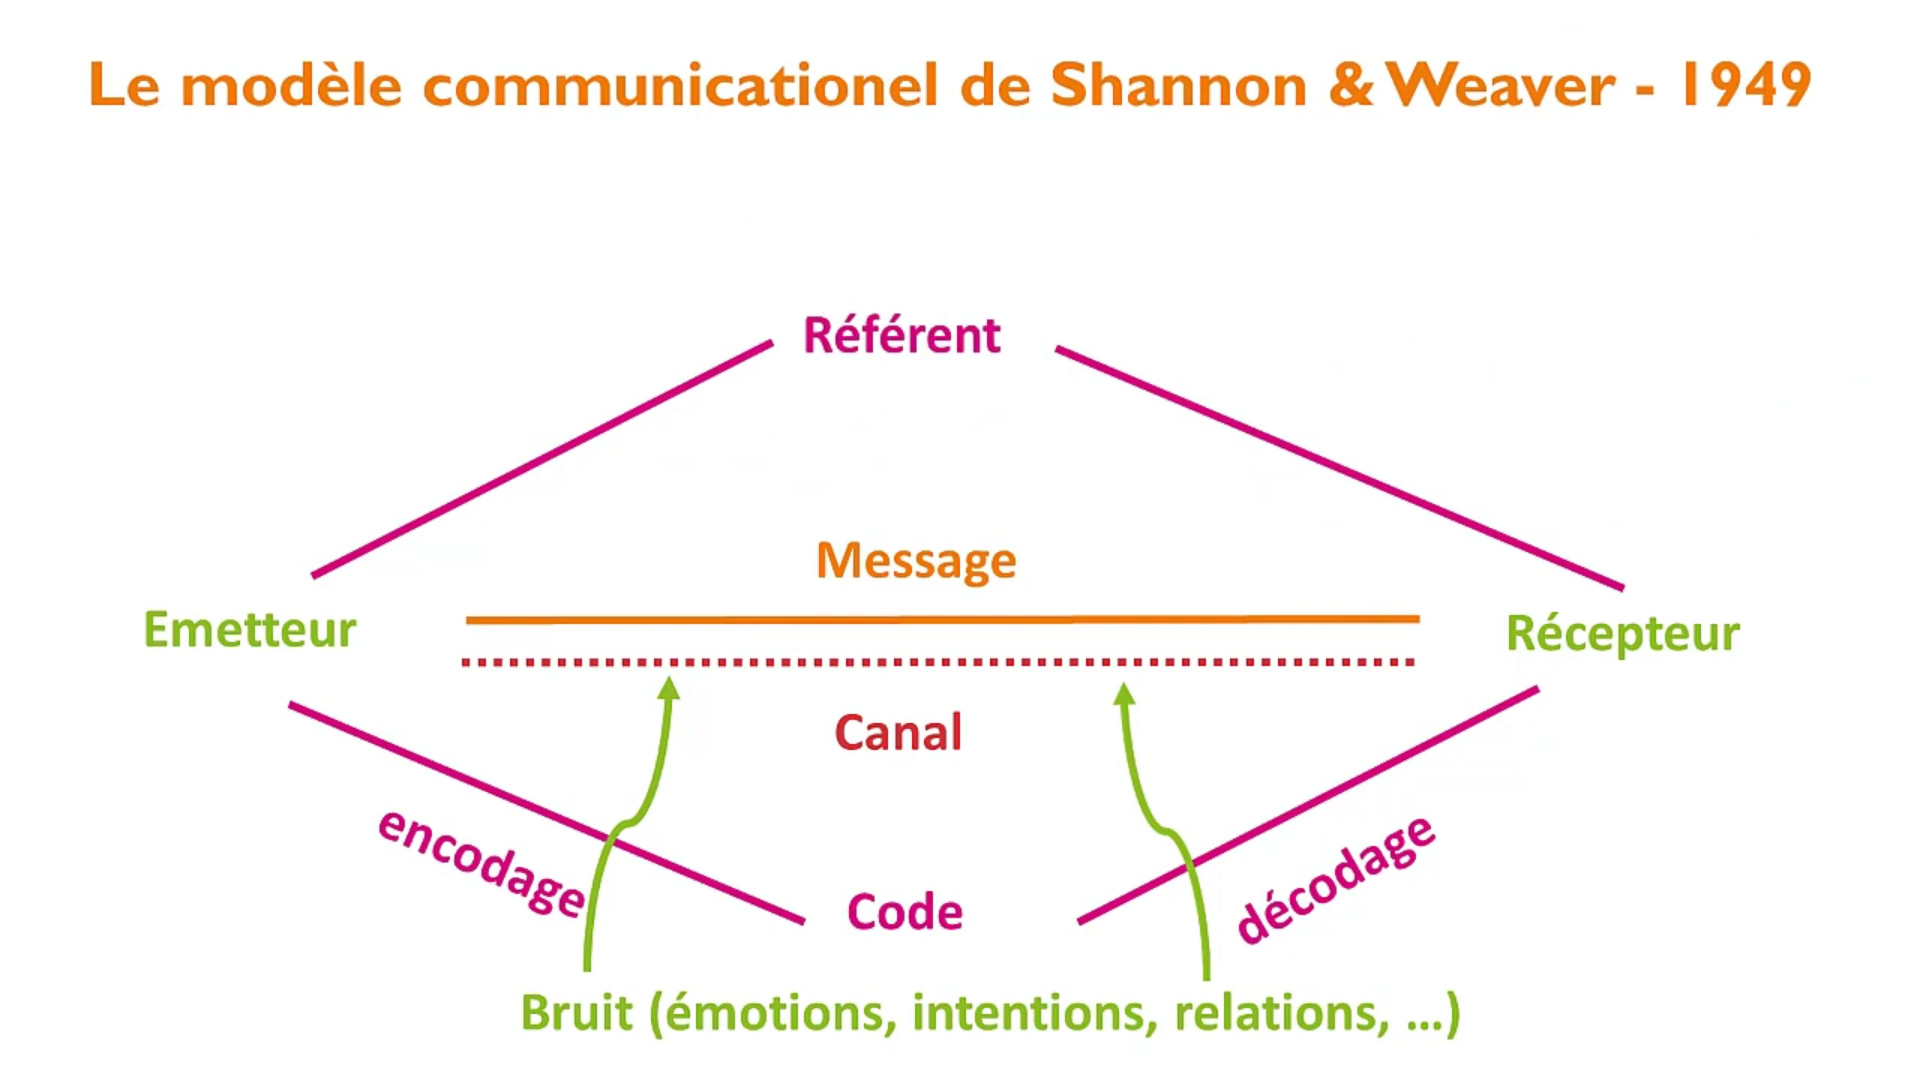 Le modèle communicationel de Shannon & Weaver - 1949
Référent
Message
Emetteur
Récepteur
Canal
encodage
décodage
Code
Bruit (émotions, intentions, relations, ...)